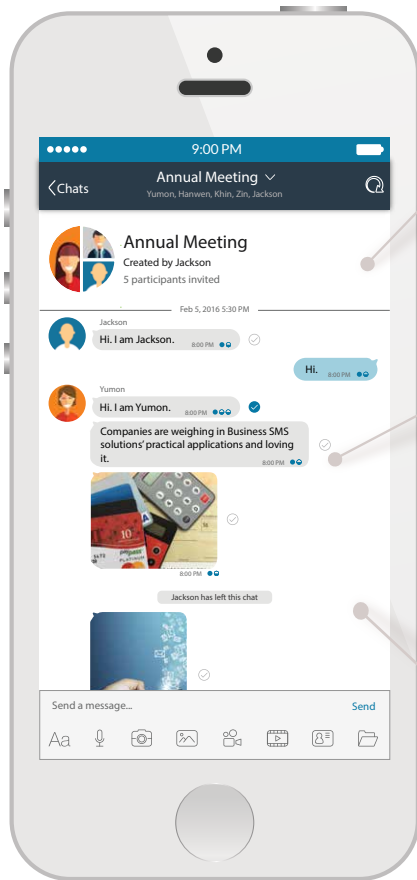 9:00 PM
Chats
Annual Meeting
Yumon, Hanwen, Khin, Zin, Jackson
Annual Meeting
Created by Jackson
5 participants invited
Feb 5, 2016 5:30 PM
Jackson
Hi. I am Jackson.
8:00 PM
Hi.
8:00 PM
Yumon
Hi. I am Yumon.
8:00 PM
Companies are weighing in Business SMS
solutions' practical applications and loving
it.
8:00 PM
PLATINUM
8:00 PM
Jackson has left this chat
Send a message...
Send
Aa